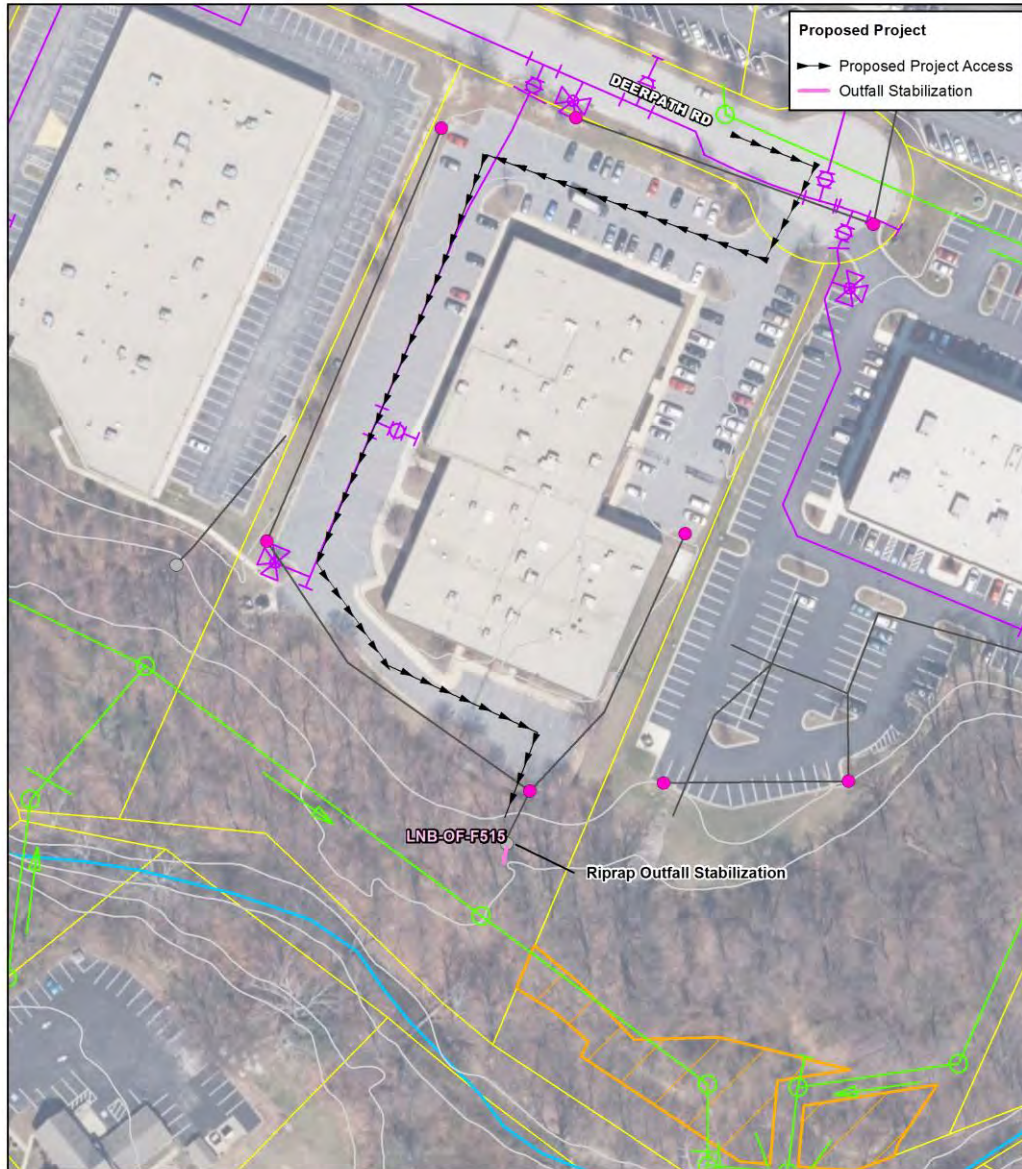 Proposed Project
Proposed Project Access
Outfall Stabilization
DEERPATH RD
LNB-OF-F515
Riprap Outfall Stabilization